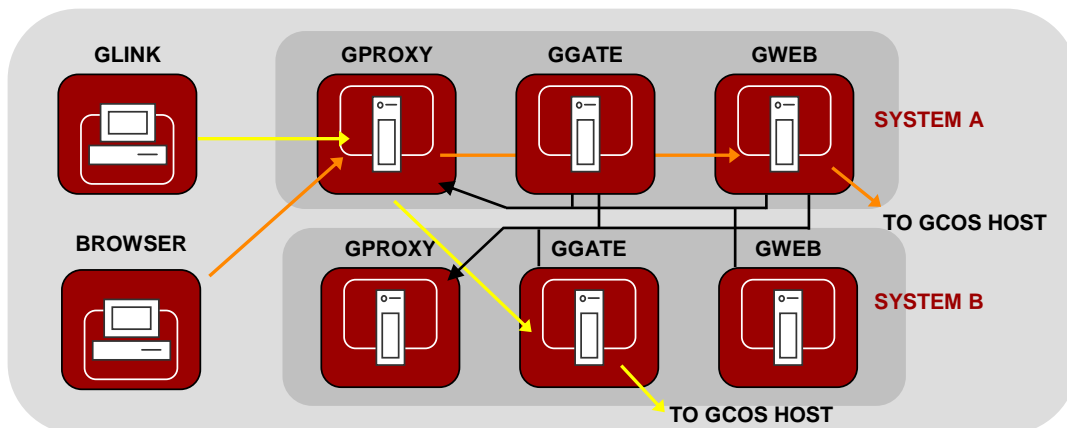 GLINK
GPROXY
GGATE
GWEB
SYSTEM A
TO GCOS HOST
BROWSER
GPROXY
GGATE
GWEB
SYSTEM B
TO GCOS HOST